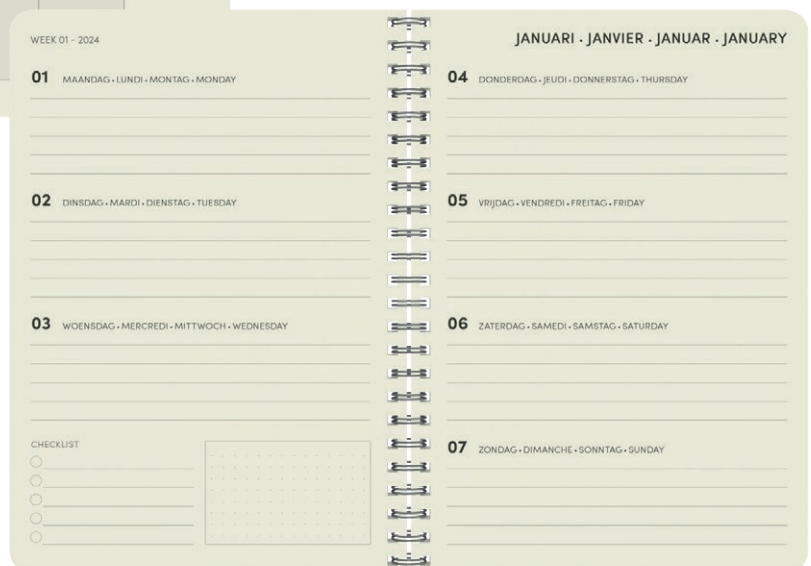 WEEK 01 - 2024
01 MAANDAG • LUNDI • MONTAG • MONDAY
02 DINSDAG • MARDI • DIENSTAG • TUESDAY
03 WOENSDAG • MERCREDI • MITTWOCH • WEDNESDAY
CHECKLIST
JANUARI • JANVIER • JANUAR • JANUARY
04 DONDERDAG • JEUDI • DONNERSTAG • THURSDAY
05 VRIJDAG • VENDREDI • FREITAG • FRIDAY
06 ZATERDAG • SAMEDI • SAMSTAG • SATURDAY
07 ZONDAG • DIMANCHE • SONNTAG • SUNDAY